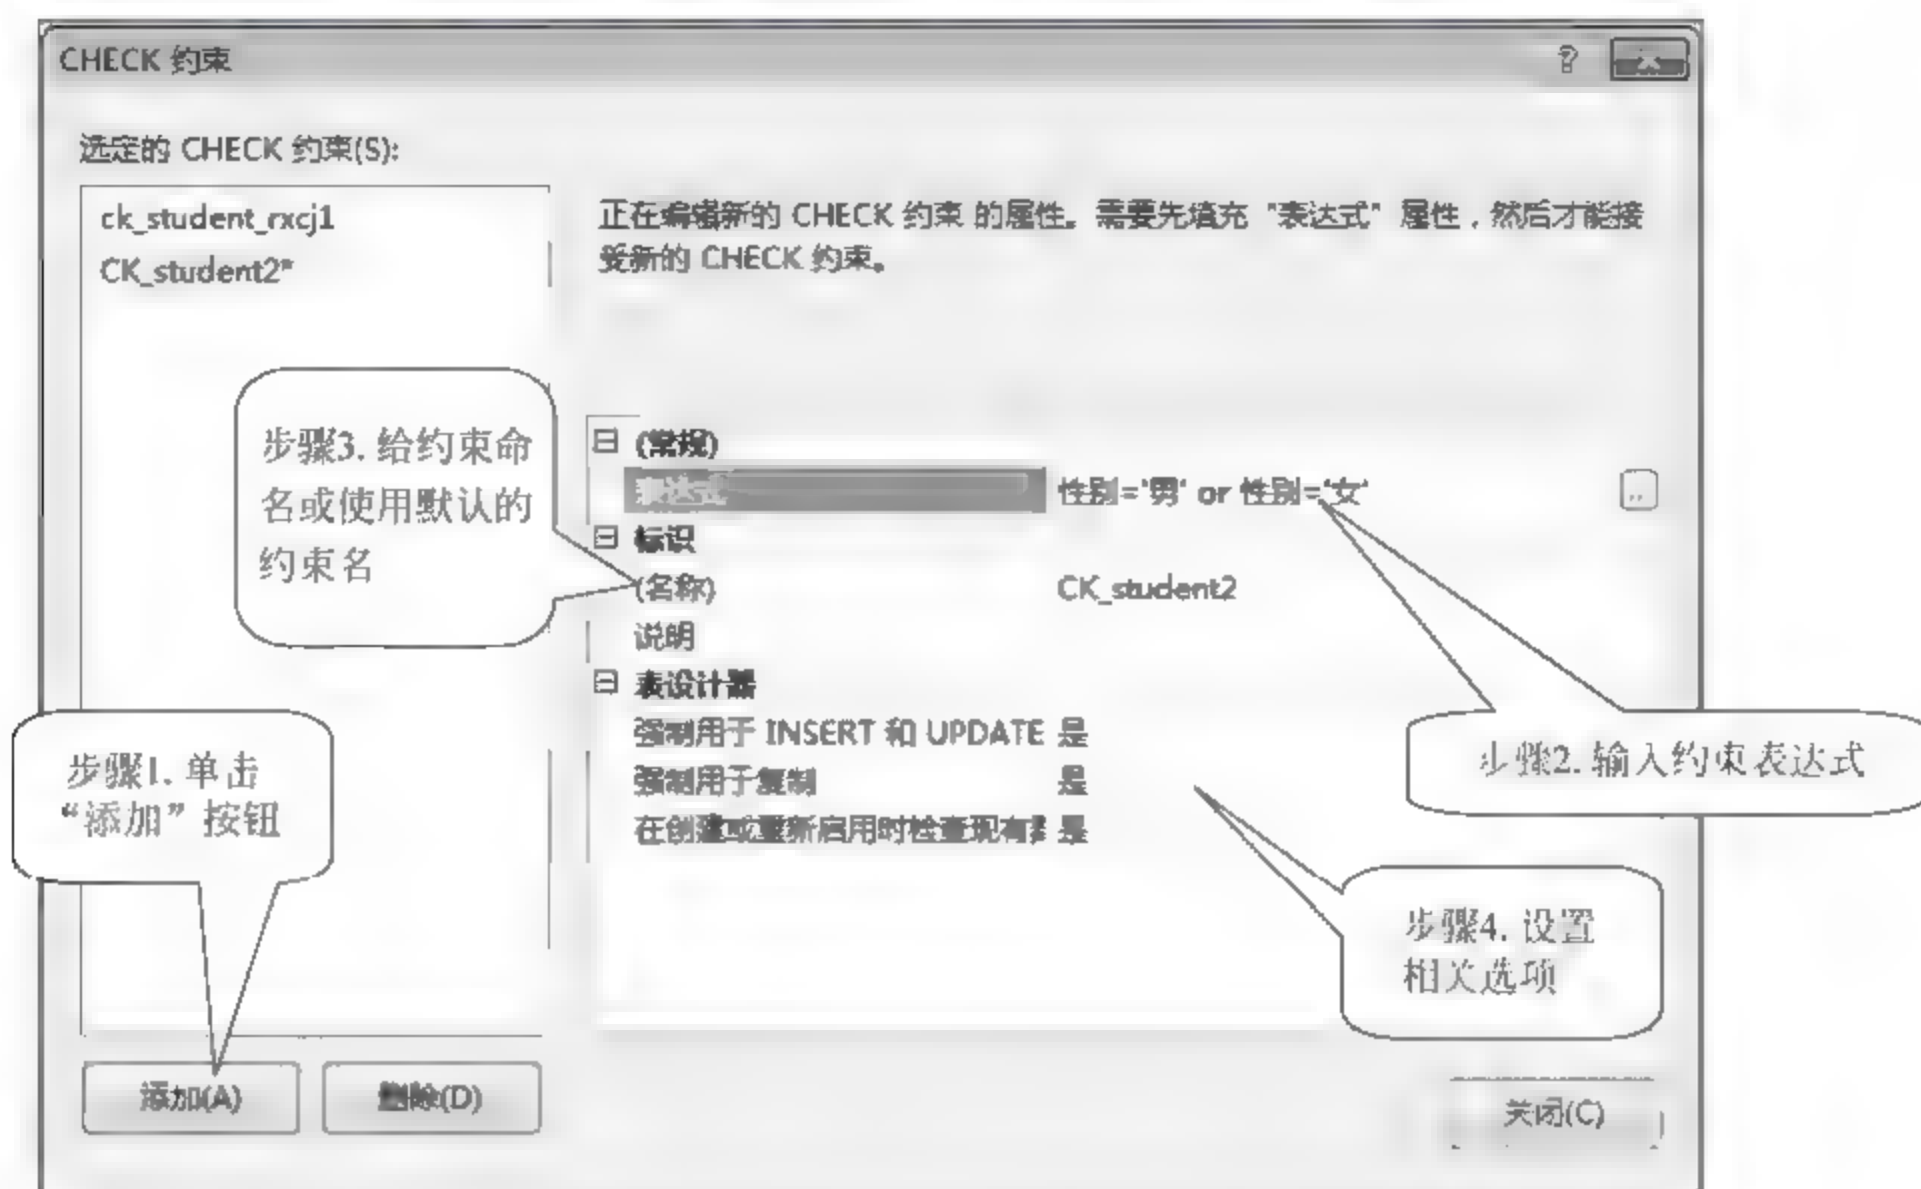 CHECK 约束
选定的 CHECK 约束(S):
ck_student_rxcj1
CK_student2*
正在编辑新的 CHECK 约束 的属性。需要先填充 "表达式" 属性，然后才能接
受新的 CHECK 约束。
步骤3. 给约束命
名或使用默认的
约束名
(常规)
表达式 性别='男' or 性别='女'
标识
(名称) CK_student2
说明
表设计器
强制用于 INSERT 和 UPDATE 是
强制用于复制 是
在创建或重新启用时检查现有 是
步骤1. 单击
“添加”按钮
步骤2. 输入约束表达式
步骤4. 设置
相关选项
添加(A) 删除(D)
关闭(C)